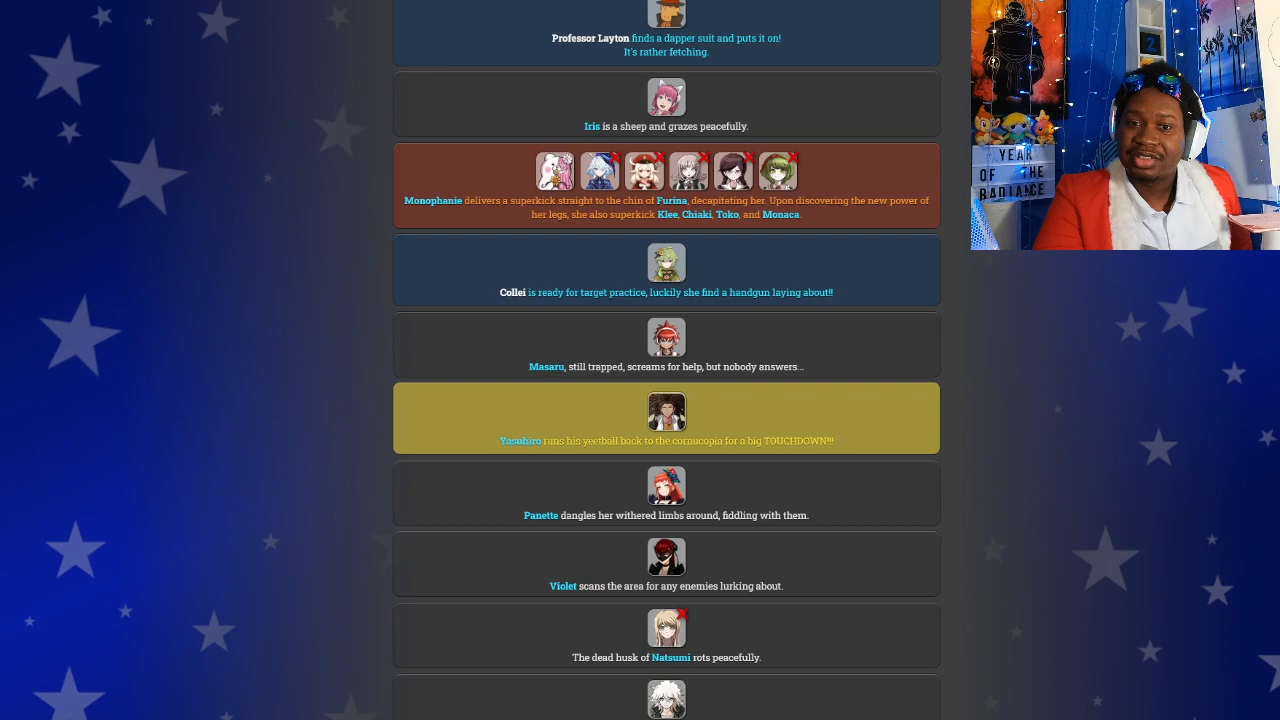 Professor Layton finds a dapper suit and puts it on!
It's rather fetching.
Iris is a sheep and grazes peacefully.
Monophanie delivers a superkick straight to the chin of Furina, decapitating her. Upon discovering the new power of
her legs, she also superkick Klee, Chiaki, Toko, and Monaca.
Collei is ready for target practice, luckily she find a handgun laying about!!
Masaru, still trapped, screams for help, but nobody answers...
Yasuhiro runs his yeetball back to the cornucopia for a big TOUCHDOWN!!!
Panette dangles her withered limbs around, fiddling with them.
Violet scans the area for any enemies lurking about.
The dead husk of Natsumi rots peacefully.
2
YEAR
OF THE
RADIANCE